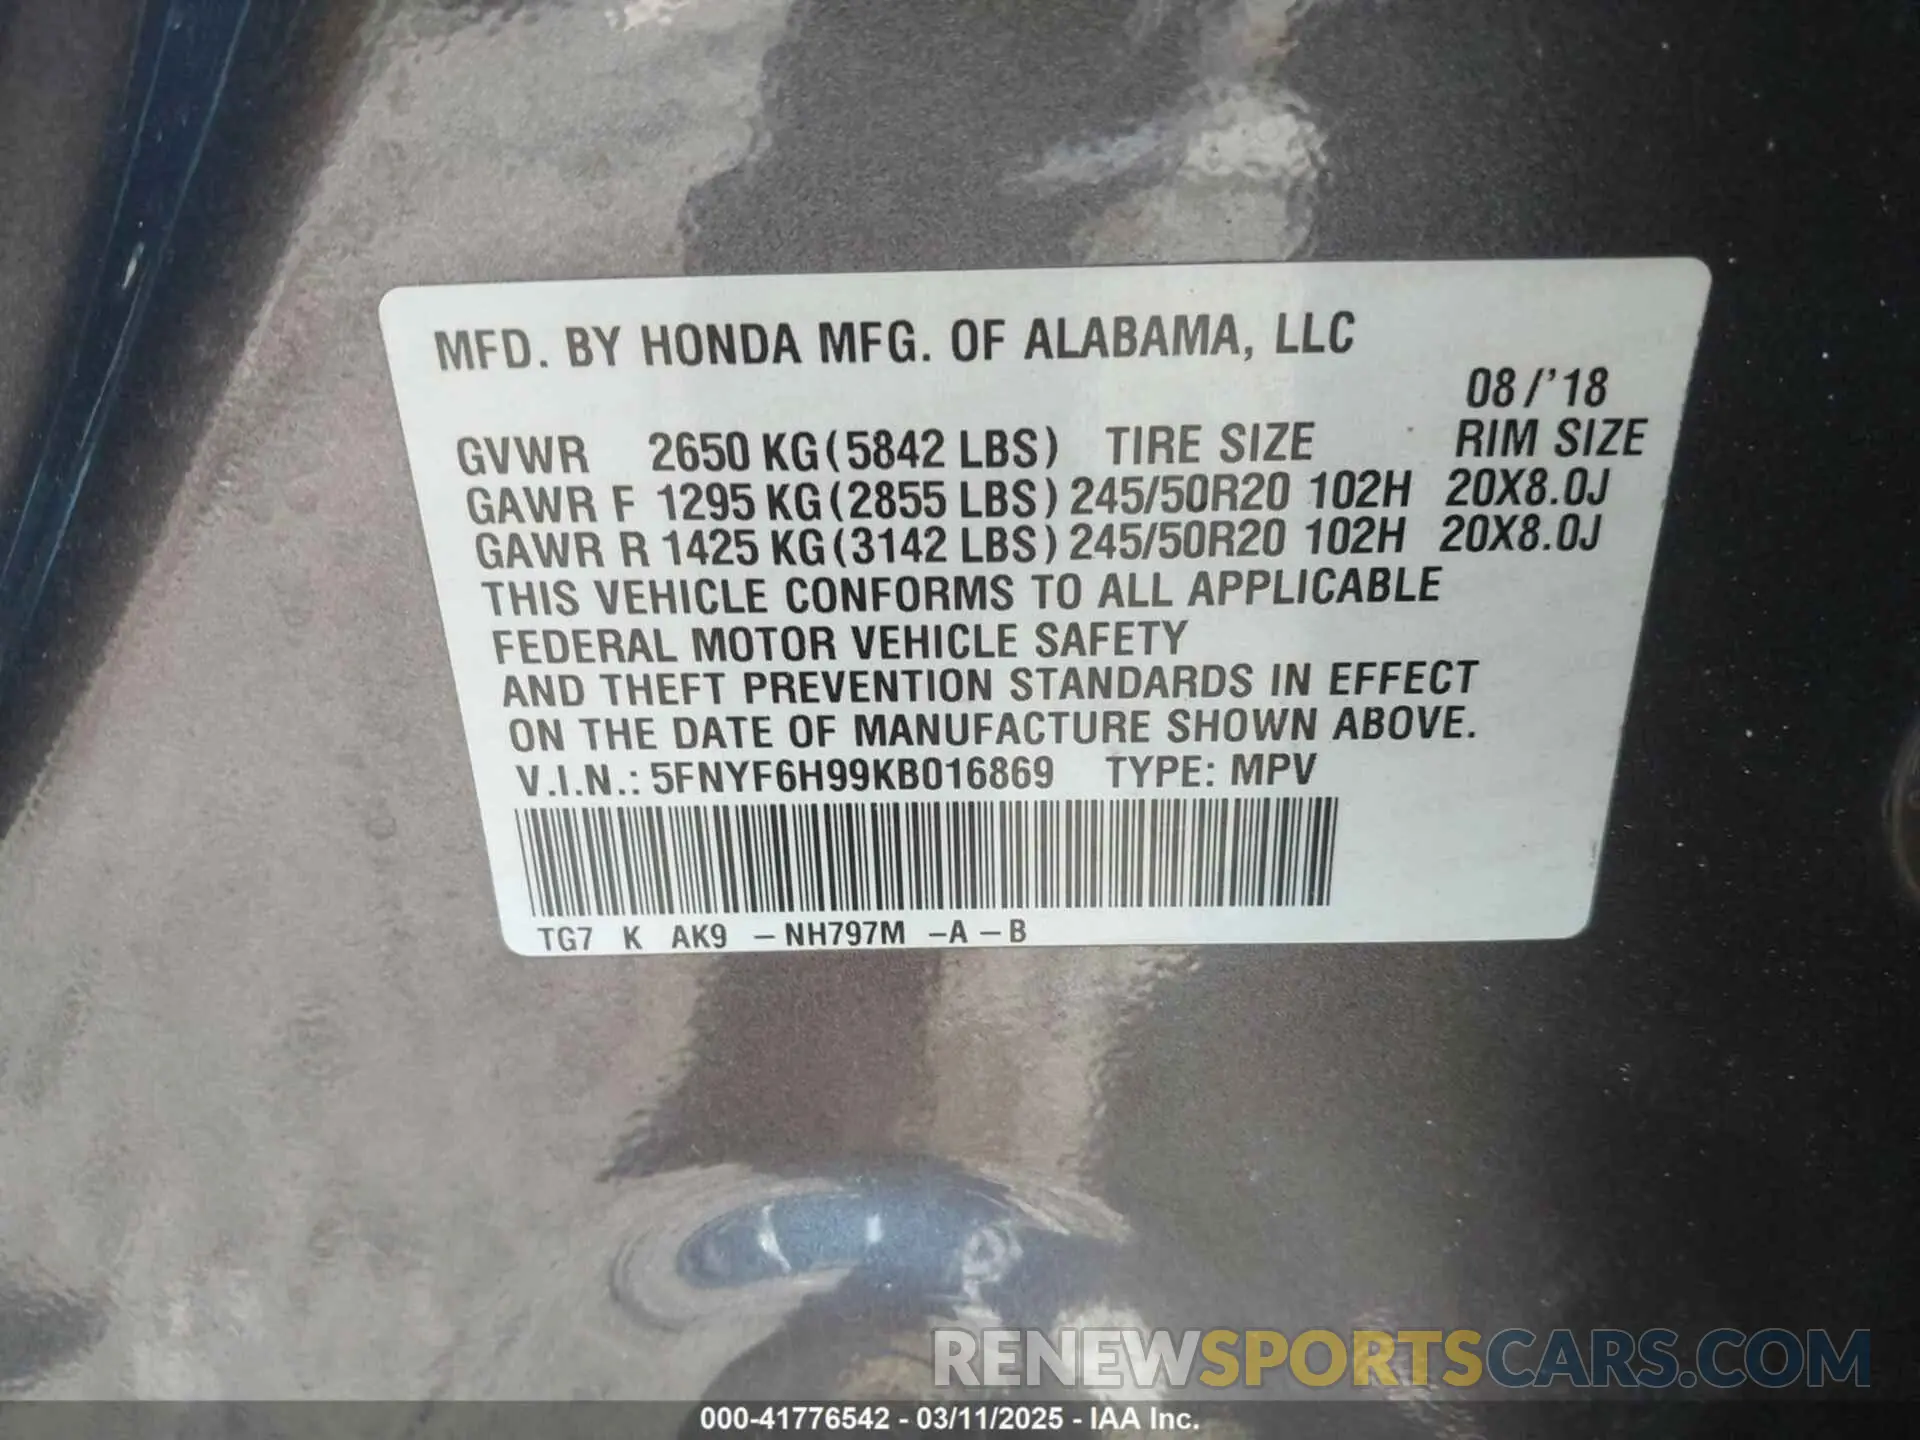 MFD. BY HONDA MFG. OF ALABAMA, LLC
08/'18
GVWR 2650 KG (5842 LBS) TIRE SIZE RIM SIZE
GAWR F 1295 KG (2855 LBS) 245/50R20 102H 20X8.0J
GAWR R 1425 KG (3142 LBS) 245/50R20 102H 20X8.0J
THIS VEHICLE CONFORMS TO ALL APPLICABLE
FEDERAL MOTOR VEHICLE SAFETY
AND THEFT PREVENTION STANDARDS IN EFFECT
ON THE DATE OF MANUFACTURE SHOWN ABOVE.
V.I.N.: 5FNYF6H99KB016869 TYPE: MPV
TG7 K AK9 – NH797M –A – B
RENEWSPORTSCARS.COM
000-41776542 - 03/11/2025 - IAA Inc.